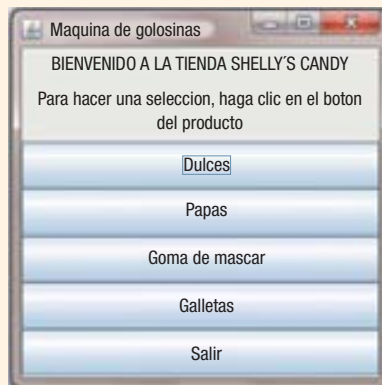 Maquina de golosinas
BIENVENIDO A LA TIENDA SHELLY´S CANDY
Para hacer una seleccion, haga clic en el boton
del producto
Dulces
Papas
Goma de mascar
Galletas
Salir